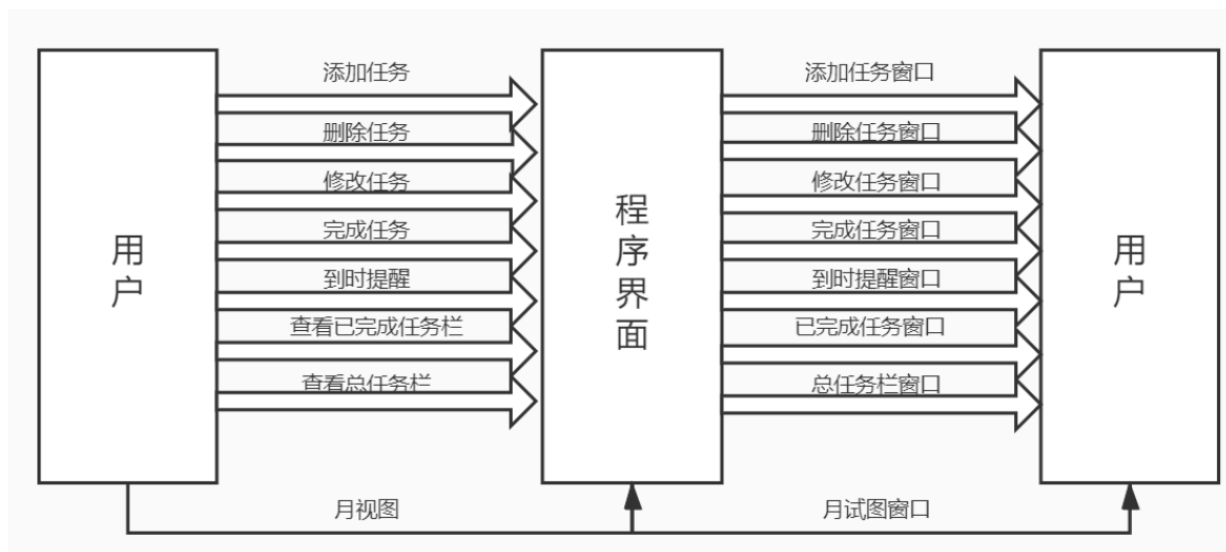 用户
添加任务
删除任务
修改任务
完成任务
到时提醒
查看已完成任务栏
查看总任务栏
程序界面
添加任务窗口
删除任务窗口
修改任务窗口
完成任务窗口
到时提醒窗口
已完成任务窗口
总任务栏窗口
用户
月视图
月试图窗口